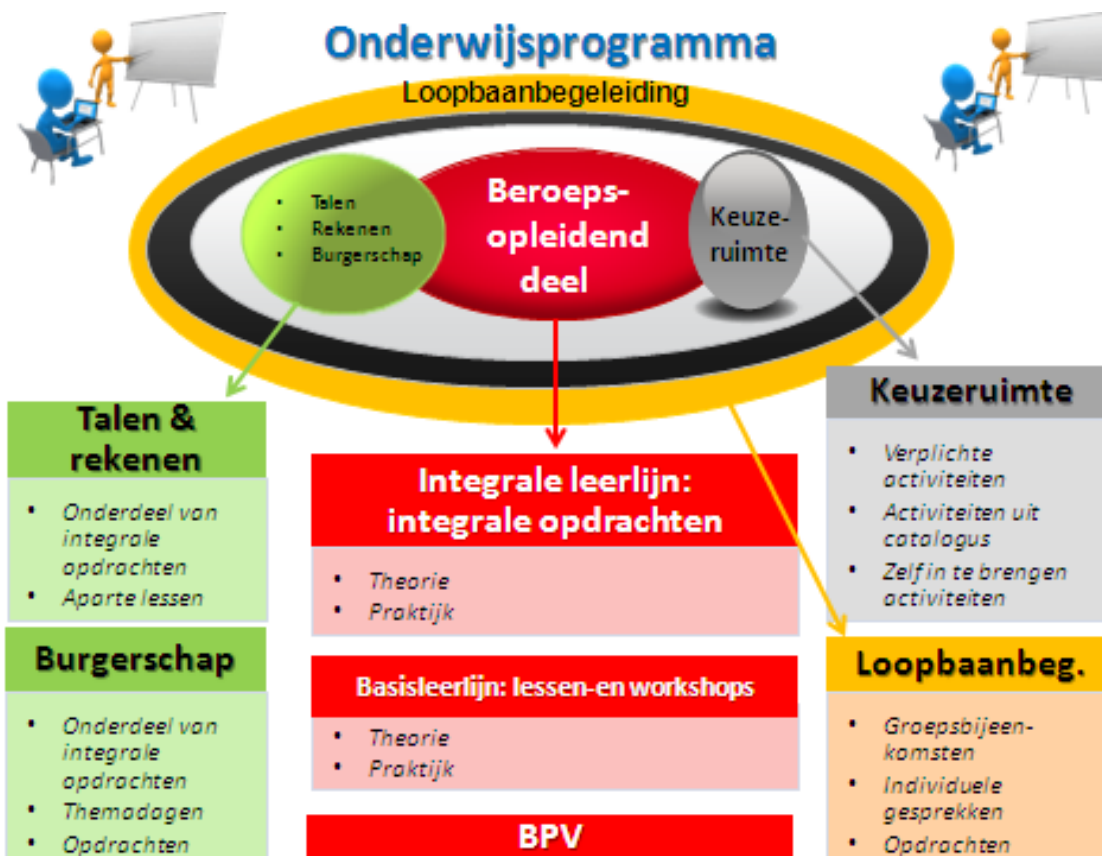 Onderwijsprogramma
Loopbaanbegeleiding
• Talen
• Rekenen
• Burgerschap
Beroeps-
opleidend
deel
Keuze-
ruimte
Talen &
rekenen
• Onderdeel van
integrale
opdrachten
• Aparte lessen
Burgerschap
• Onderdeel van
integrale
opdrachten
• Themadagen
• Opdrachten
Integrale leerlijn:
integrale opdrachten
• Theorie
• Praktijk
Basisleerlijn: lessen-en workshops
• Theorie
• Praktijk
BPV
Keuzeruimte
• Verplichte
activiteiten
• Activiteiten uit
catalogus
• Zelf in te brengen
activiteiten
Loopbaanbeg.
• Groepsbijeen-
komsten
• Individuele
gesprekken
• Opdrachten